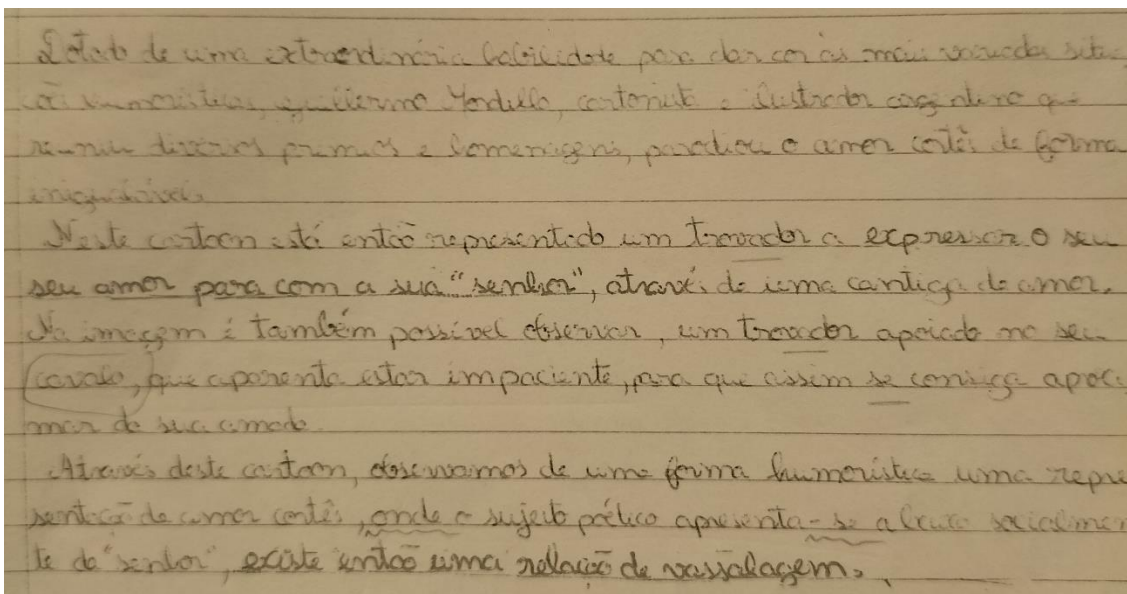 Dotado de uma extraordinária habilidade para dar cor às mais variadas situa
ções humorísticas, guillermo Mordillo, cartonista e ilustrador argentino que
reuniu diversos prémios e homenagens, parodiou o amor cortês de forma
inigualável.
Neste cartoon está então representado um trovador a expressar o seu
seu amor para com a sua "senhor", através de uma cantiga de amor.
Na imagem é também possível observar, um trovador apoiado no seu
cavalo, que aparenta estar impaciente, para que assim se consiga aproxi
mar da sua amada.
Através deste cartoon, observamos de uma forma humorística uma repre
sentação do amor cortês, onde o sujeito poético apresenta-se abaixo socialmen
te da "senhor", existe então uma relação de vassalagem.